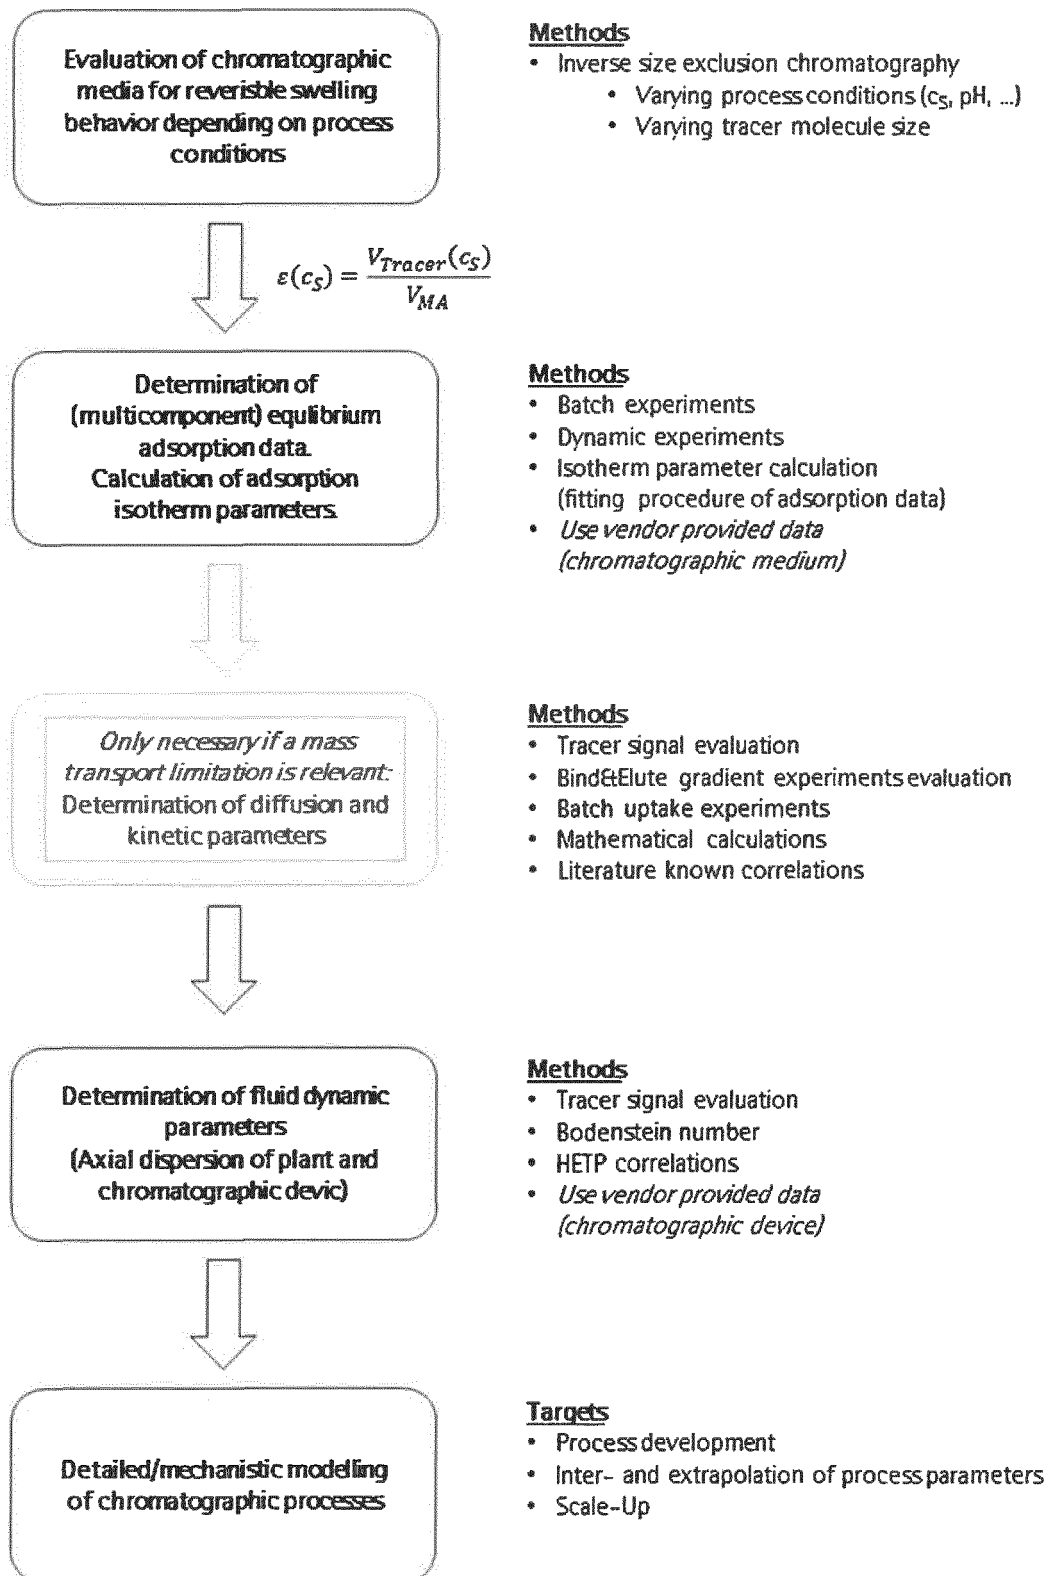 Evaluation of chromatographic
media for reverisble swelling
behavior depending on process
conditions
Methods
• Inverse size exclusion chromatography
• Varying process conditions (cS, pH, ...)
• Varying tracer molecule size
ε(cS) = VTracer(cS) / VMA
Determination of
(multicomponent) equlibrium
adsorption data.
Calculation of adsorption
isotherm parameters.
Methods
• Batch experiments
• Dynamic experiments
• Isotherm parameter calculation
(fitting procedure of adsorption data)
• Use vendor provided data
(chromatographic medium)
Only necessary if a mass
transport limitation is relevant:
Determination of diffusion and
kinetic parameters
Methods
• Tracer signal evaluation
• Bind&Elute gradient experiments evaluation
• Batch uptake experiments
• Mathematical calculations
• Literature known correlations
Determination of fluid dynamic
parameters
(Axial dispersion of plant and
chromatographic devic)
Methods
• Tracer signal evaluation
• Bodenstein number
• HETP correlations
• Use vendor provided data
(chromatographic device)
Detailed/mechanistic modelling
of chromatographic processes
Targets
• Process development
• Inter- and extrapolation of process parameters
• Scale-Up